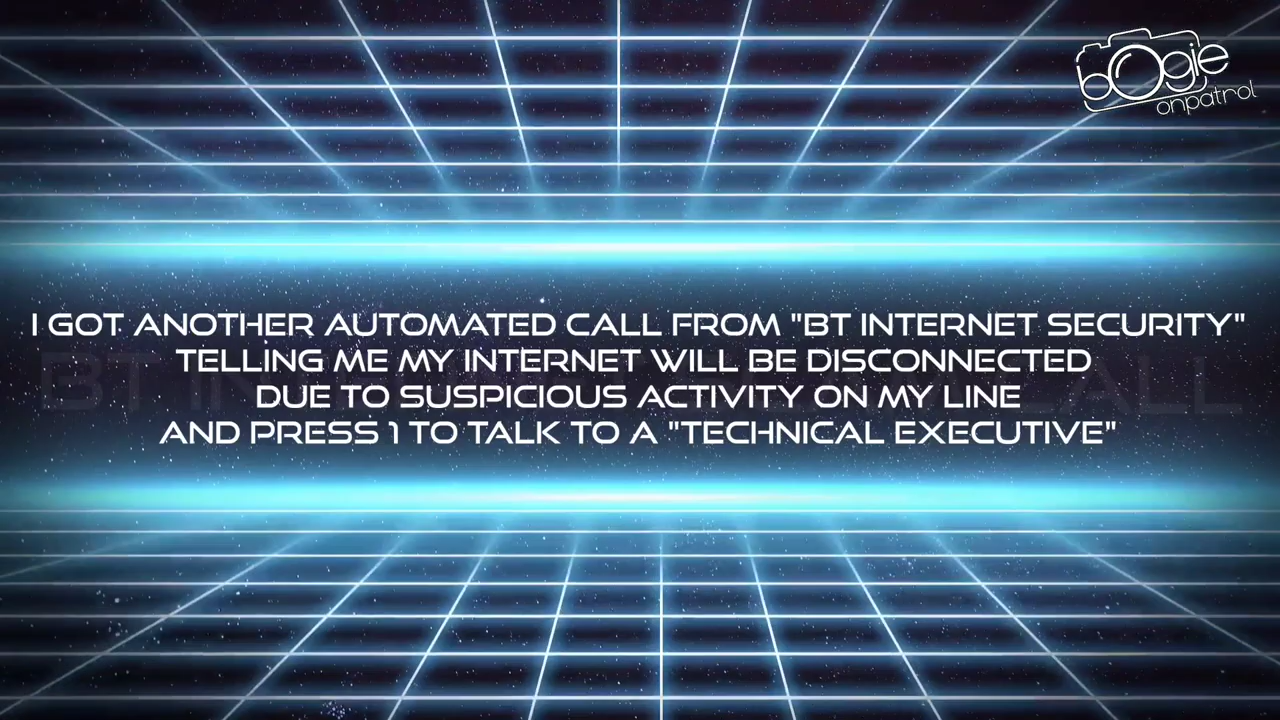 bOgie
onpatrol
I GOT ANOTHER AUTOMATED CALL FROM "BT INTERNET SECURITY"
TELLING ME MY INTERNET WILL BE DISCONNECTED
DUE TO SUSPICIOUS ACTIVITY ON MY LINE
AND PRESS 1 TO TALK TO A "TECHNICAL EXECUTIVE"